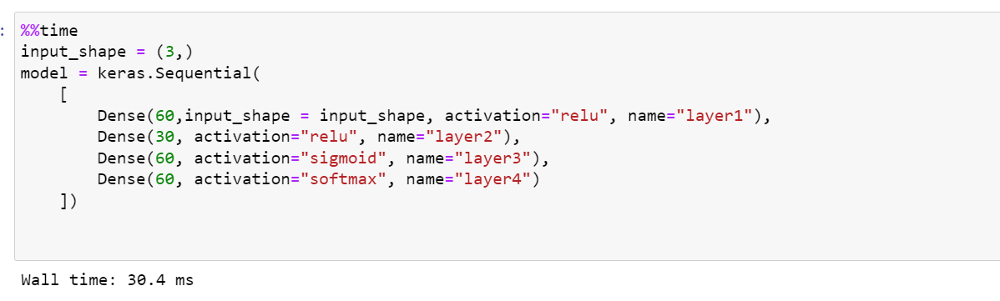 : %%time
input_shape = (3,)
model = keras.Sequential(
    [
        Dense(60,input_shape = input_shape, activation="relu", name="layer1"),
        Dense(30, activation="relu", name="layer2"),
        Dense(60, activation="sigmoid", name="layer3"),
        Dense(60, activation="softmax", name="layer4")
    ])
Wall time: 30.4 ms